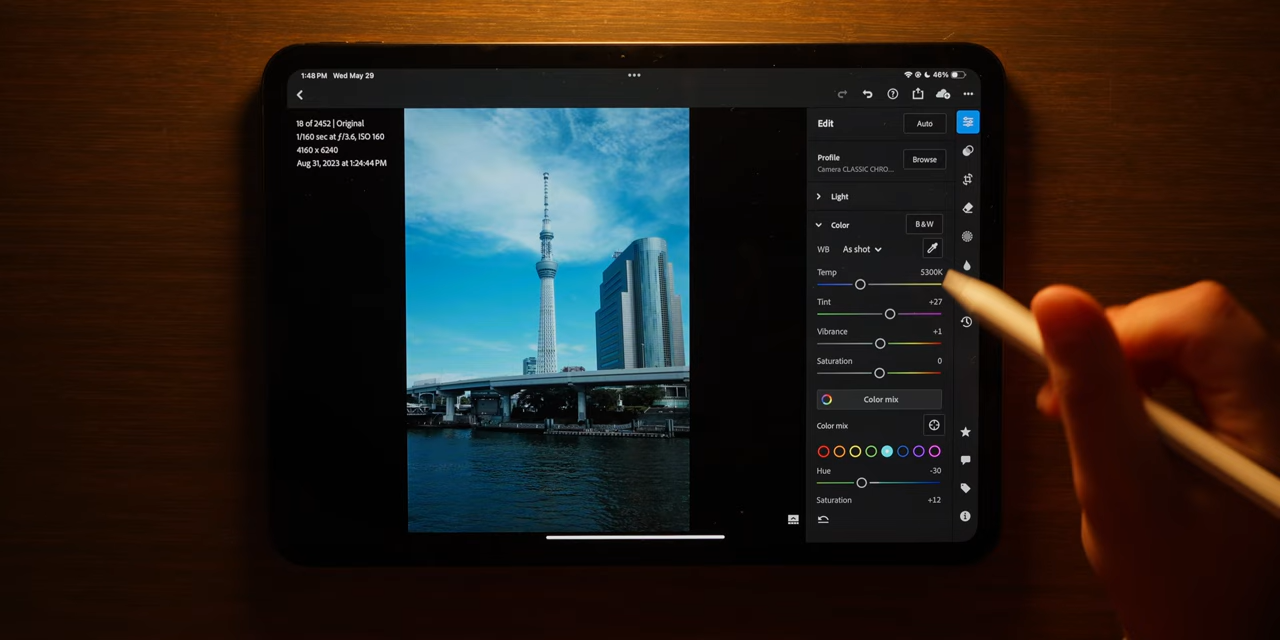 1:48 PM Wed May 29
46%
18 of 2452 | Original
1/160 sec at ƒ/3.6, ISO 160
4160 x 6240
Aug 31, 2023 at 1:24:44 PM
Edit Auto
Profile
Camera CLASSIC CHRO... Browse
Light
Color B&W
WB As shot
Temp 5300K
Tint +27
Vibrance +1
Saturation 0
Color mix
Color mix
Hue -30
Saturation +12